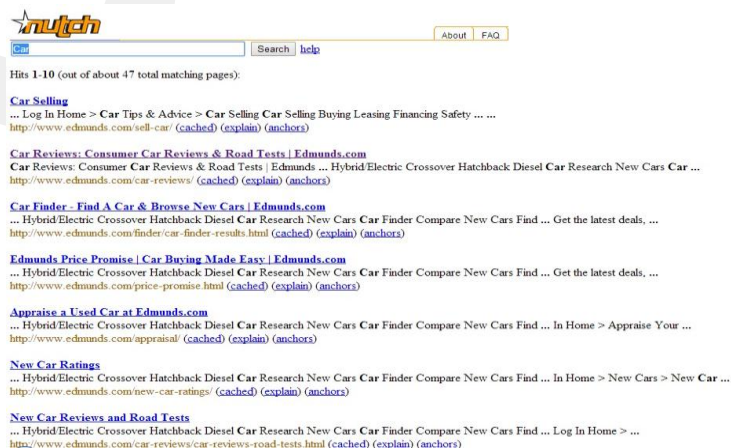 nutch
About FAQ
Car Search help
Hits 1-10 (out of about 47 total matching pages):
Car Selling
... Log In Home > Car Tips & Advice > Car Selling Car Selling Buying Leasing Financing Safety ... ...
http://www.edmunds.com/sell-car/ (cached) (explain) (anchors)
Car Reviews: Consumer Car Reviews & Road Tests | Edmunds.com
Car Reviews: Consumer Car Reviews & Road Tests | Edmunds ... Hybrid/Electric Crossover Hatchback Diesel Car Research New Cars Car ...
http://www.edmunds.com/car-reviews/ (cached) (explain) (anchors)
Car Finder - Find A Car & Browse New Cars | Edmunds.com
... Hybrid/Electric Crossover Hatchback Diesel Car Research New Cars Car Finder Compare New Cars Find ... Get the latest deals, ...
http://www.edmunds.com/finder/car-finder-results.html (cached) (explain) (anchors)
Edmunds Price Promise | Car Buying Made Easy | Edmunds.com
... Hybrid/Electric Crossover Hatchback Diesel Car Research New Cars Car Finder Compare New Cars Find ... Get the latest deals, ...
http://www.edmunds.com/price-promise.html (cached) (explain) (anchors)
Appraise a Used Car at Edmunds.com
... Hybrid/Electric Crossover Hatchback Diesel Car Research New Cars Car Finder Compare New Cars Find ... In Home > Appraise Your ...
http://www.edmunds.com/appraisal/ (cached) (explain) (anchors)
New Car Ratings
... Hybrid/Electric Crossover Hatchback Diesel Car Research New Cars Car Finder Compare New Cars Find ... In Home > New Cars > New Car ...
http://www.edmunds.com/new-car-ratings/ (cached) (explain) (anchors)
New Car Reviews and Road Tests
... Hybrid/Electric Crossover Hatchback Diesel Car Research New Cars Car Finder Compare New Cars Find ... Log In Home > ...
http://www.edmunds.com/car-reviews/car-reviews-road-tests.html (cached) (explain) (anchors)